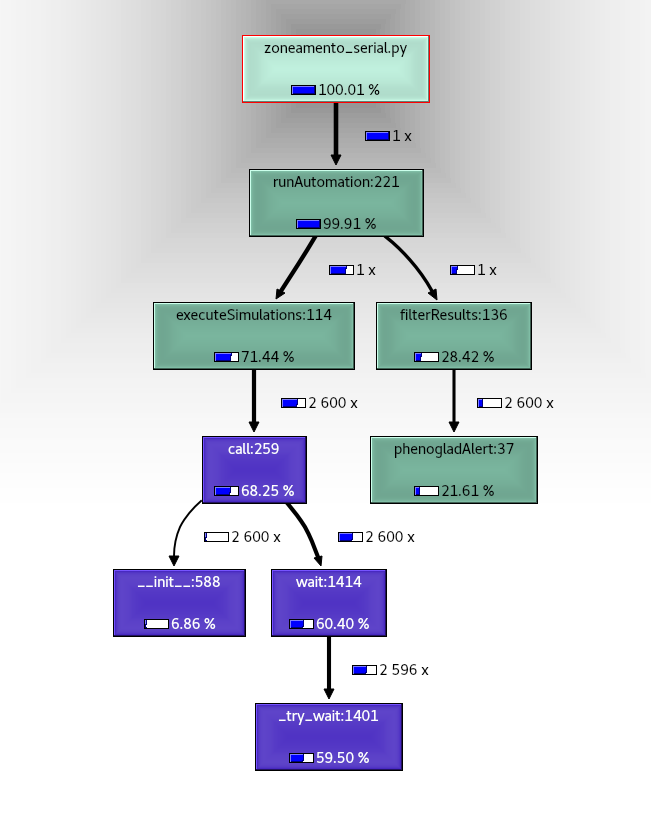 zoneamento_serial.py
100.01 %
1 x
runAutomation:221
99.91 %
1 x
1 x
executeSimulations:114
71.44 %
filterResults:136
28.42 %
2 600 x
2 600 x
call:259
68.25 %
phenogladAlert:37
21.61 %
2 600 x
2 600 x
__init__:588
6.86 %
wait:1414
60.40 %
2 596 x
_try_wait:1401
59.50 %